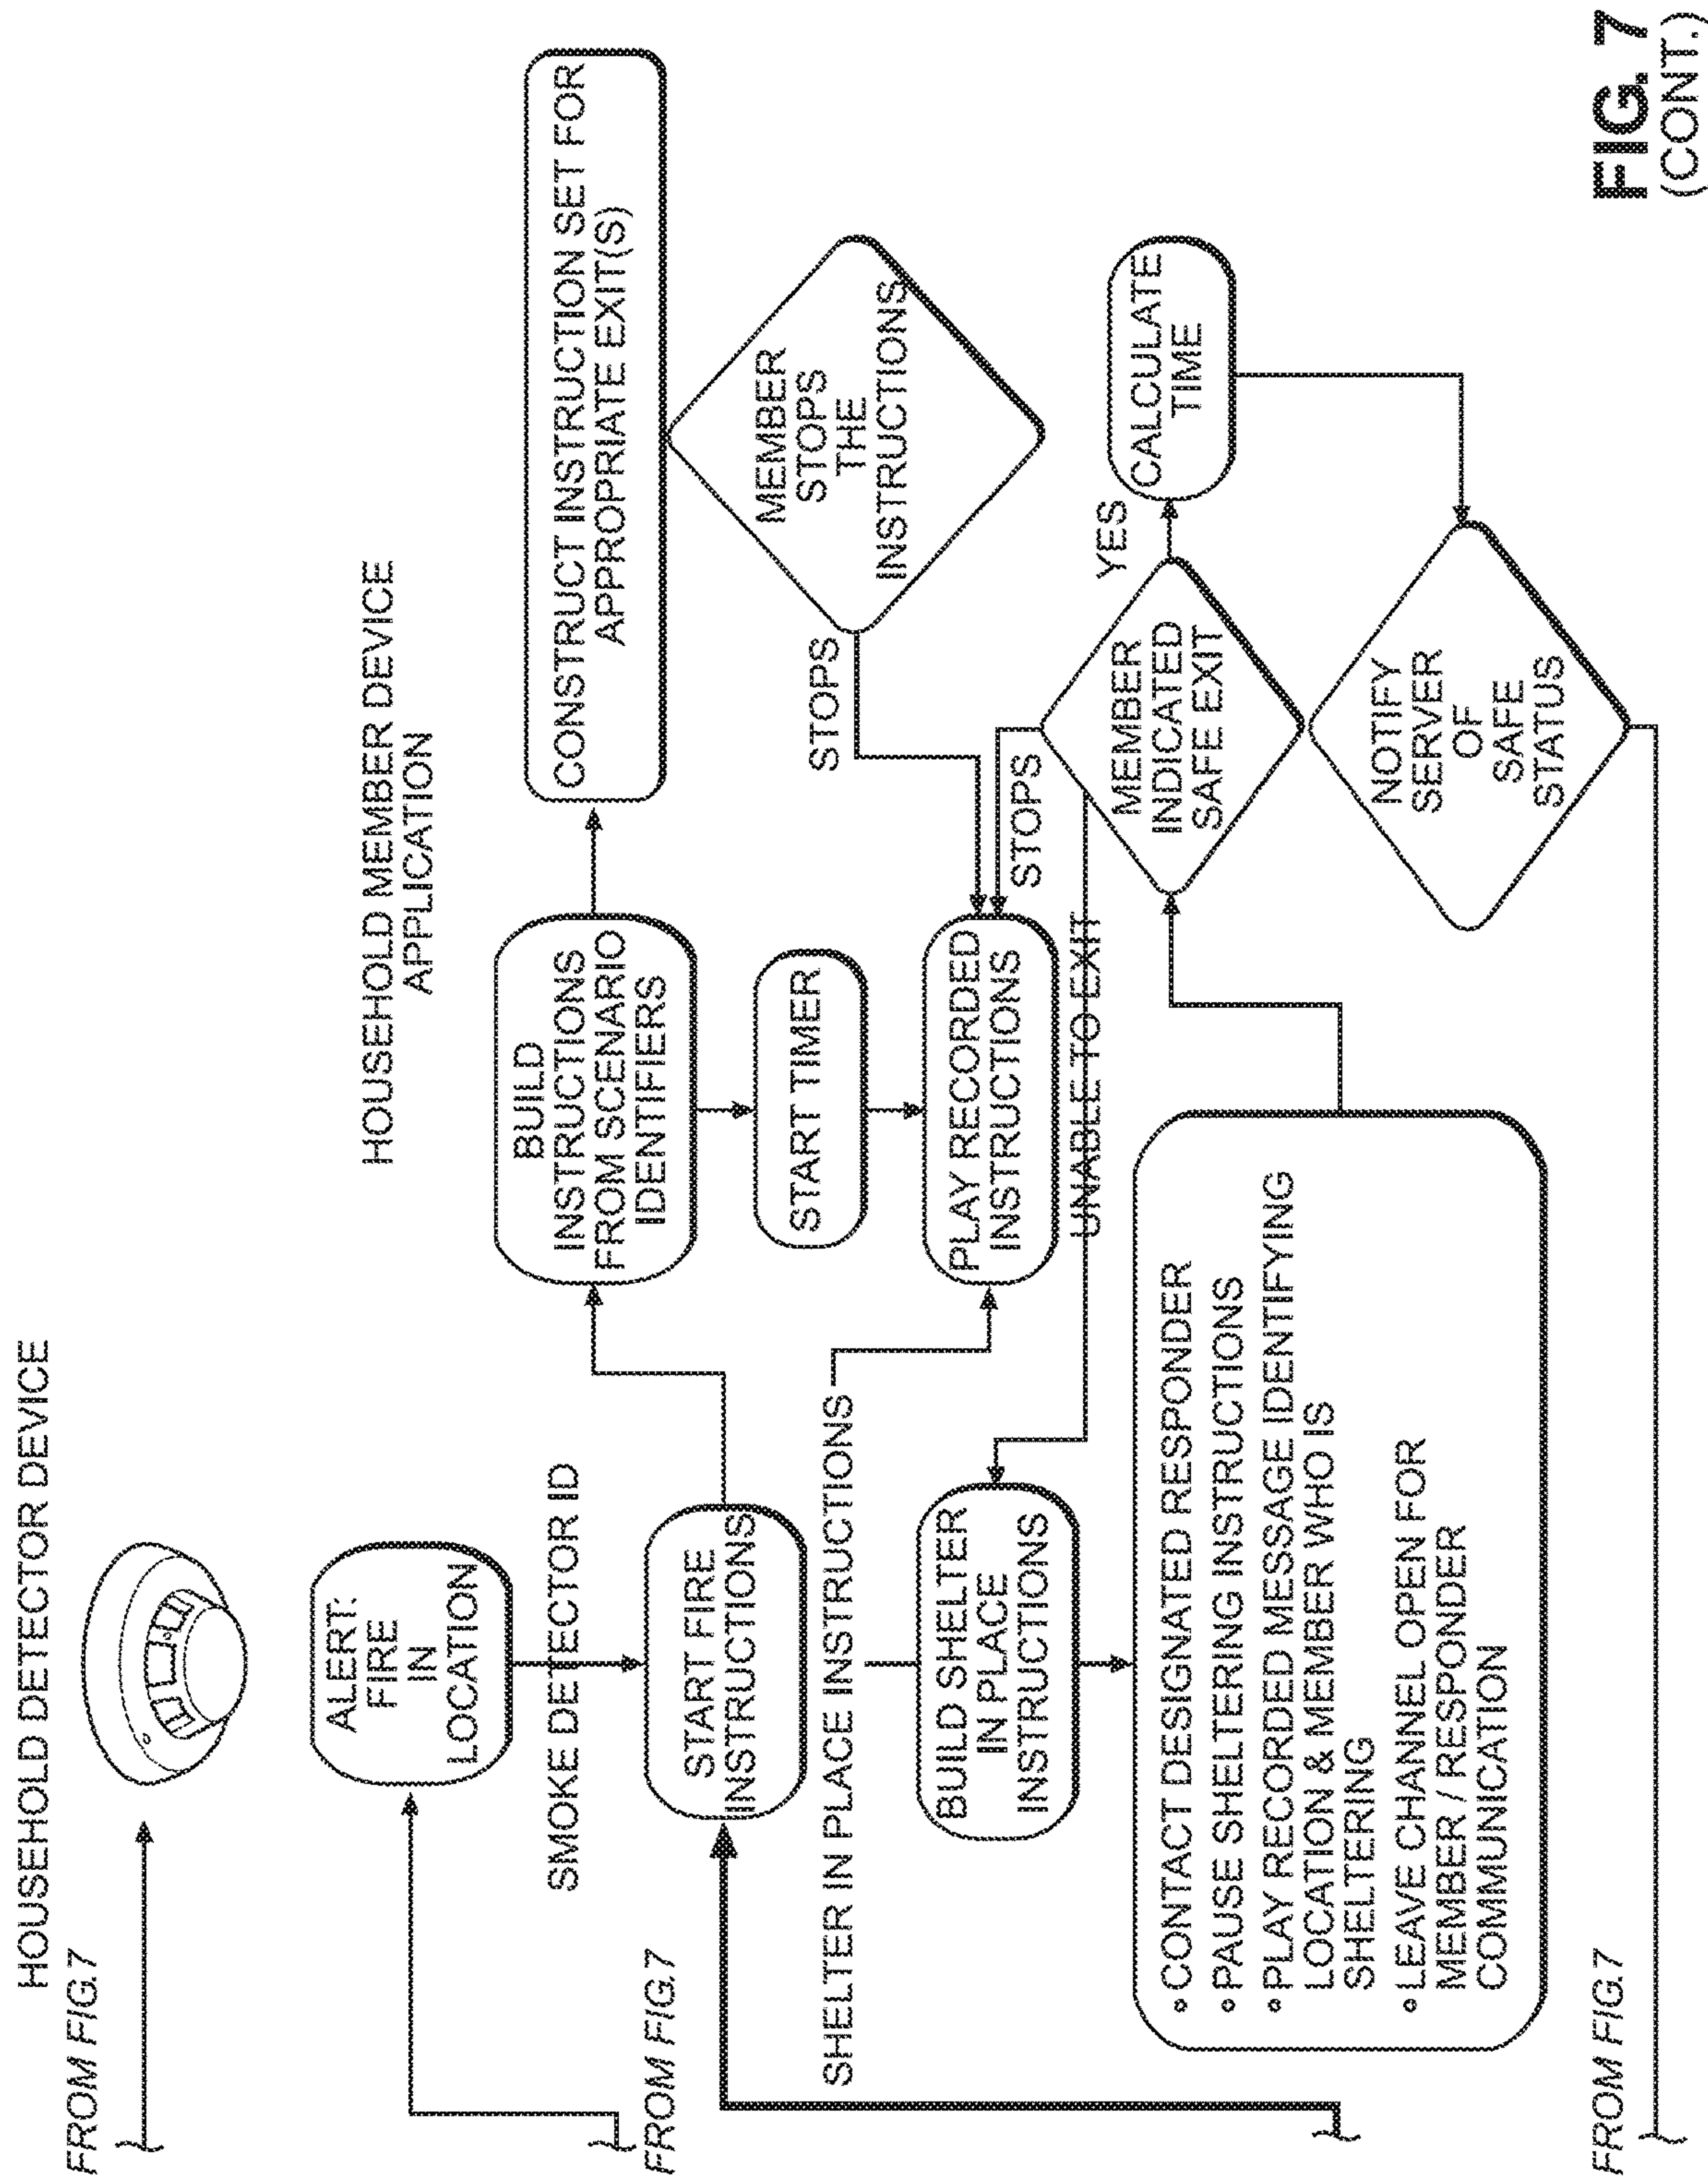 HOUSEHOLD DETECTOR DEVICE
FROM FIG.7
ALERT:
FIRE
IN
LOCATION
HOUSEHOLD MEMBER DEVICE
APPLICATION
SMOKE DETECTOR ID
FROM FIG.7
START FIRE
INSTRUCTIONS
BUILD
INSTRUCTIONS
FROM SCENARIO
IDENTIFIERS
CONSTRUCT INSTRUCTION SET FOR
APPROPRIATE EXIT(S)
START TIMER
MEMBER
STOPS
THE
INSTRUCTIONS
STOPS
SHELTER IN PLACE INSTRUCTIONS
PLAY RECORDED
INSTRUCTIONS
STOPS
BUILD SHELTER
IN PLACE
INSTRUCTIONS
UNABLE TO EXIT
MEMBER
INDICATED
SAFE EXIT
YES
CALCULATE
TIME
• CONTACT DESIGNATED RESPONDER
• PAUSE SHELTERING INSTRUCTIONS
• PLAY RECORDED MESSAGE IDENTIFYING
LOCATION & MEMBER WHO IS
SHELTERING
• LEAVE CHANNEL OPEN FOR
MEMBER / RESPONDER
COMMUNICATION
NOTIFY
SERVER
OF
SAFE
STATUS
FROM FIG.7
FIG. 7
(CONT.)